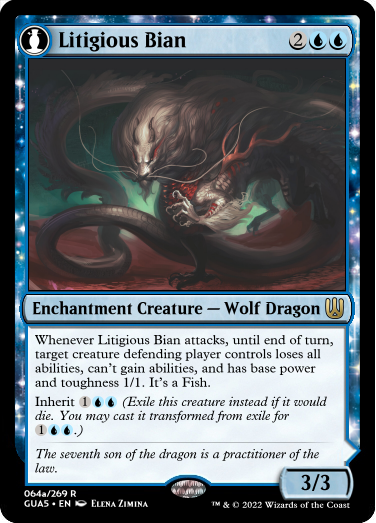 Litigious Bian 2
Enchantment Creature — Wolf Dragon
Whenever Litigious Bian attacks, until end of turn,
target creature defending player controls loses all
abilities, can't gain abilities, and has base power
and toughness 1/1. It's a Fish.
Inherit 1 (Exile this creature instead if it would
die. You may cast it transformed from exile for
1.)
The seventh son of the dragon is a practitioner of the
law.
3/3
064a/269 R
GUA5 • EN Elena Zimina ™ & © 2022 Wizards of the Coast